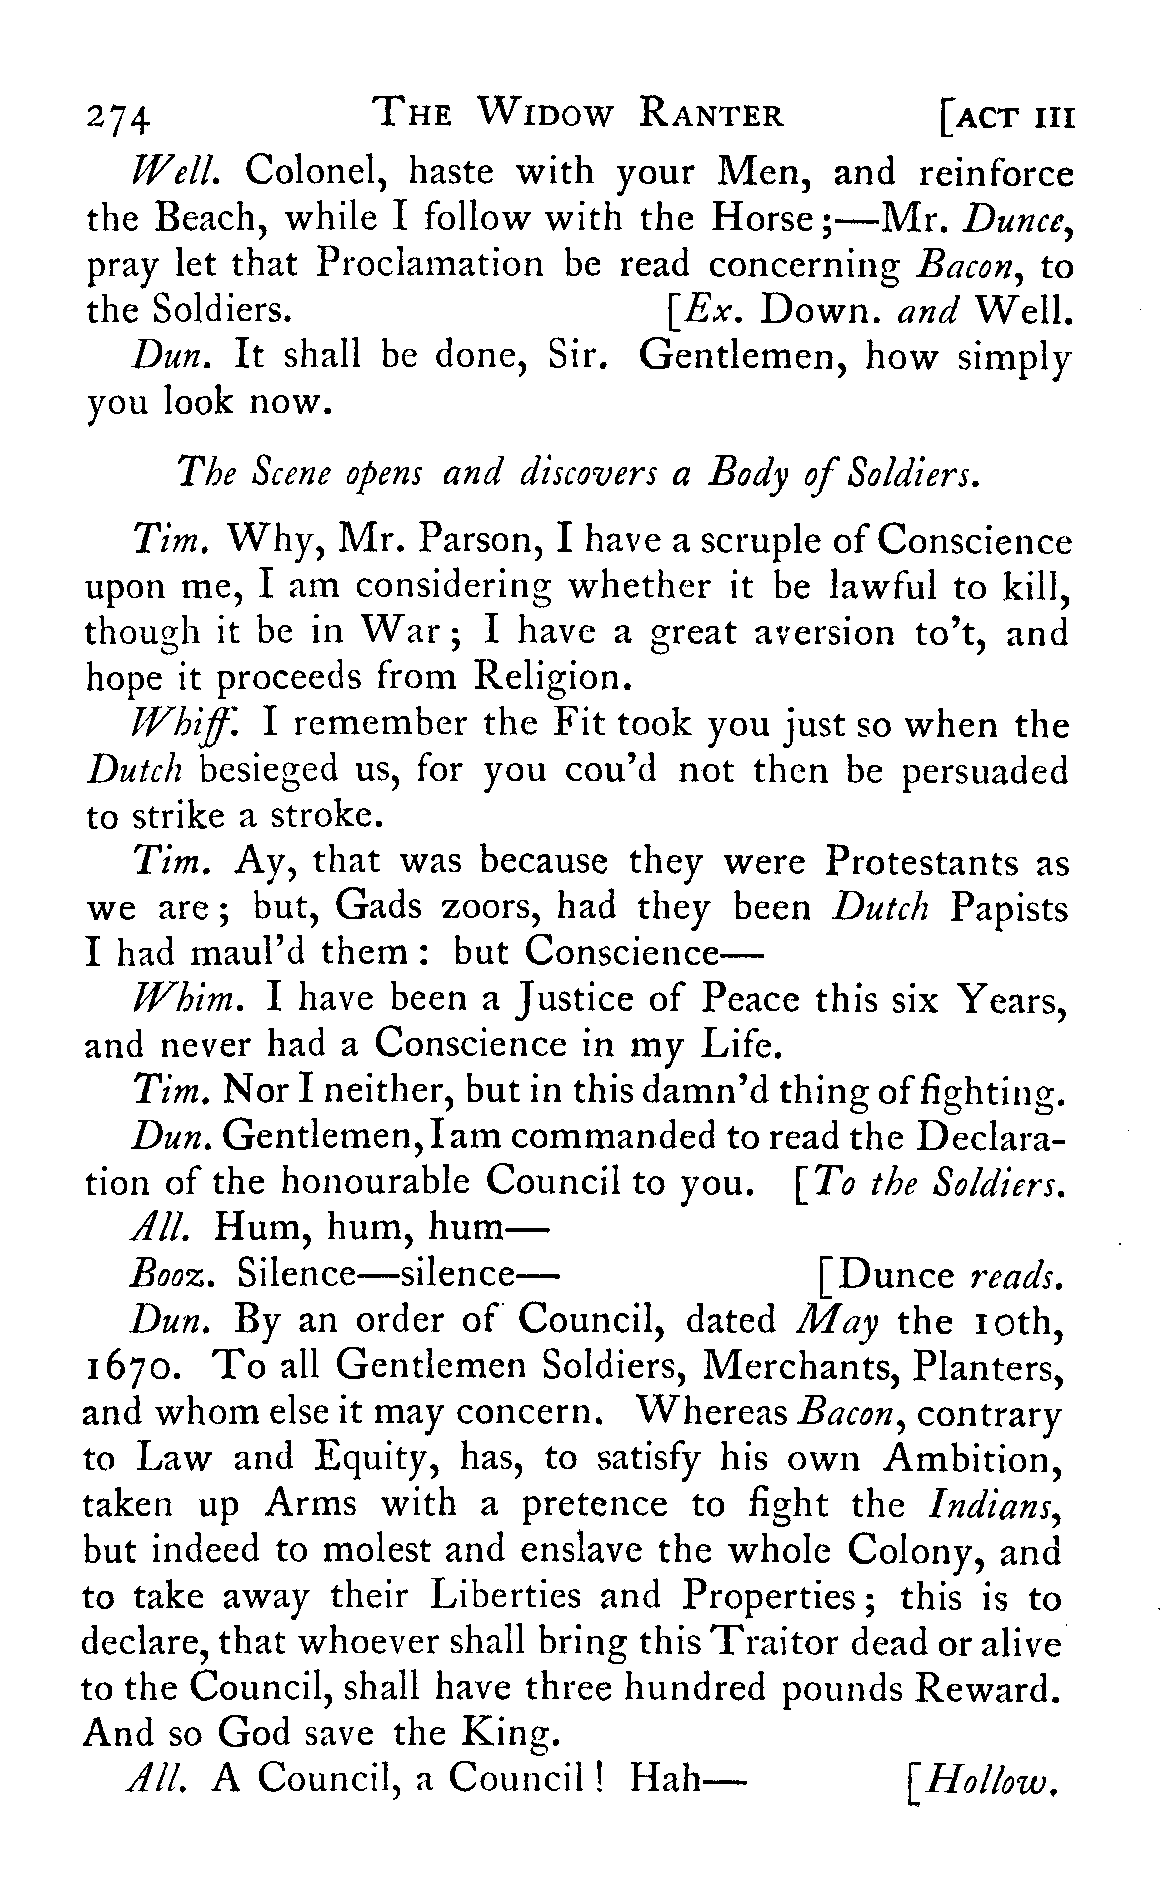 274 The Widow Ranter [ACT III
Well. Colonel, haste with your Men, and reinforce
the Beach, while I follow with the Horse;—Mr. Dunce,
pray let that Proclamation be read concerning Bacon, to
the Soldiers. [Ex. Down. and Well.
Dun. It shall be done, Sir. Gentlemen, how simply
you look now.
The Scene opens and discovers a Body of Soldiers.
Tim. Why, Mr. Parson, I have a scruple of Conscience
upon me, I am considering whether it be lawful to kill,
though it be in War; I have a great aversion to't, and
hope it proceeds from Religion.
Whiff. I remember the Fit took you just so when the
Dutch besieged us, for you cou'd not then be persuaded
to strike a stroke.
Tim. Ay, that was because they were Protestants as
we are; but, Gads zoors, had they been Dutch Papists
I had maul'd them: but Conscience—
Whim. I have been a Justice of Peace this six Years,
and never had a Conscience in my Life.
Tim. Nor I neither, but in this damn'd thing of fighting.
Dun. Gentlemen, I am commanded to read the Declara-
tion of the honourable Council to you. [To the Soldiers.
All. Hum, hum, hum—
Booz. Silence—silence— [Dunce reads.
Dun. By an order of Council, dated May the 10th,
1670. To all Gentlemen Soldiers, Merchants, Planters,
and whom else it may concern. Whereas Bacon, contrary
to Law and Equity, has, to satisfy his own Ambition,
taken up Arms with a pretence to fight the Indians,
but indeed to molest and enslave the whole Colony, and
to take away their Liberties and Properties; this is to
declare, that whoever shall bring this Traitor dead or alive
to the Council, shall have three hundred pounds Reward.
And so God save the King.
All. A Council, a Council! Hah— [Hollow.